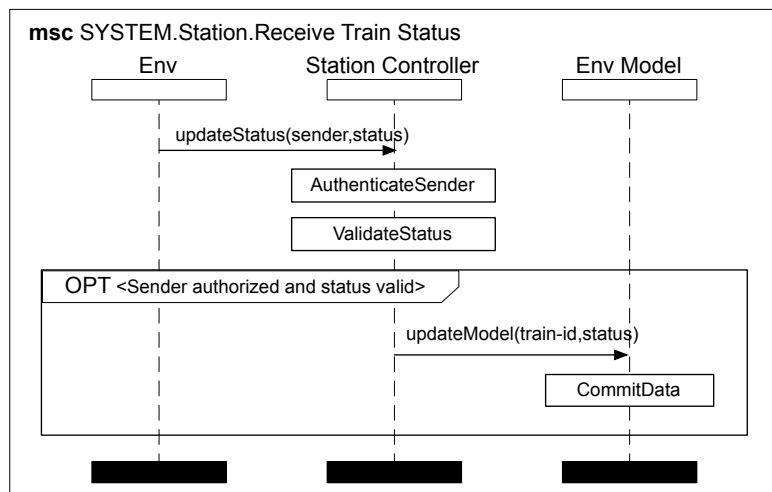 msc SYSTEM.Station.Receive Train Status
Env Station Controller Env Model
updateStatus(sender,status)
AuthenticateSender
ValidateStatus
OPT <Sender authorized and status valid>
updateModel(train-id,status)
CommitData